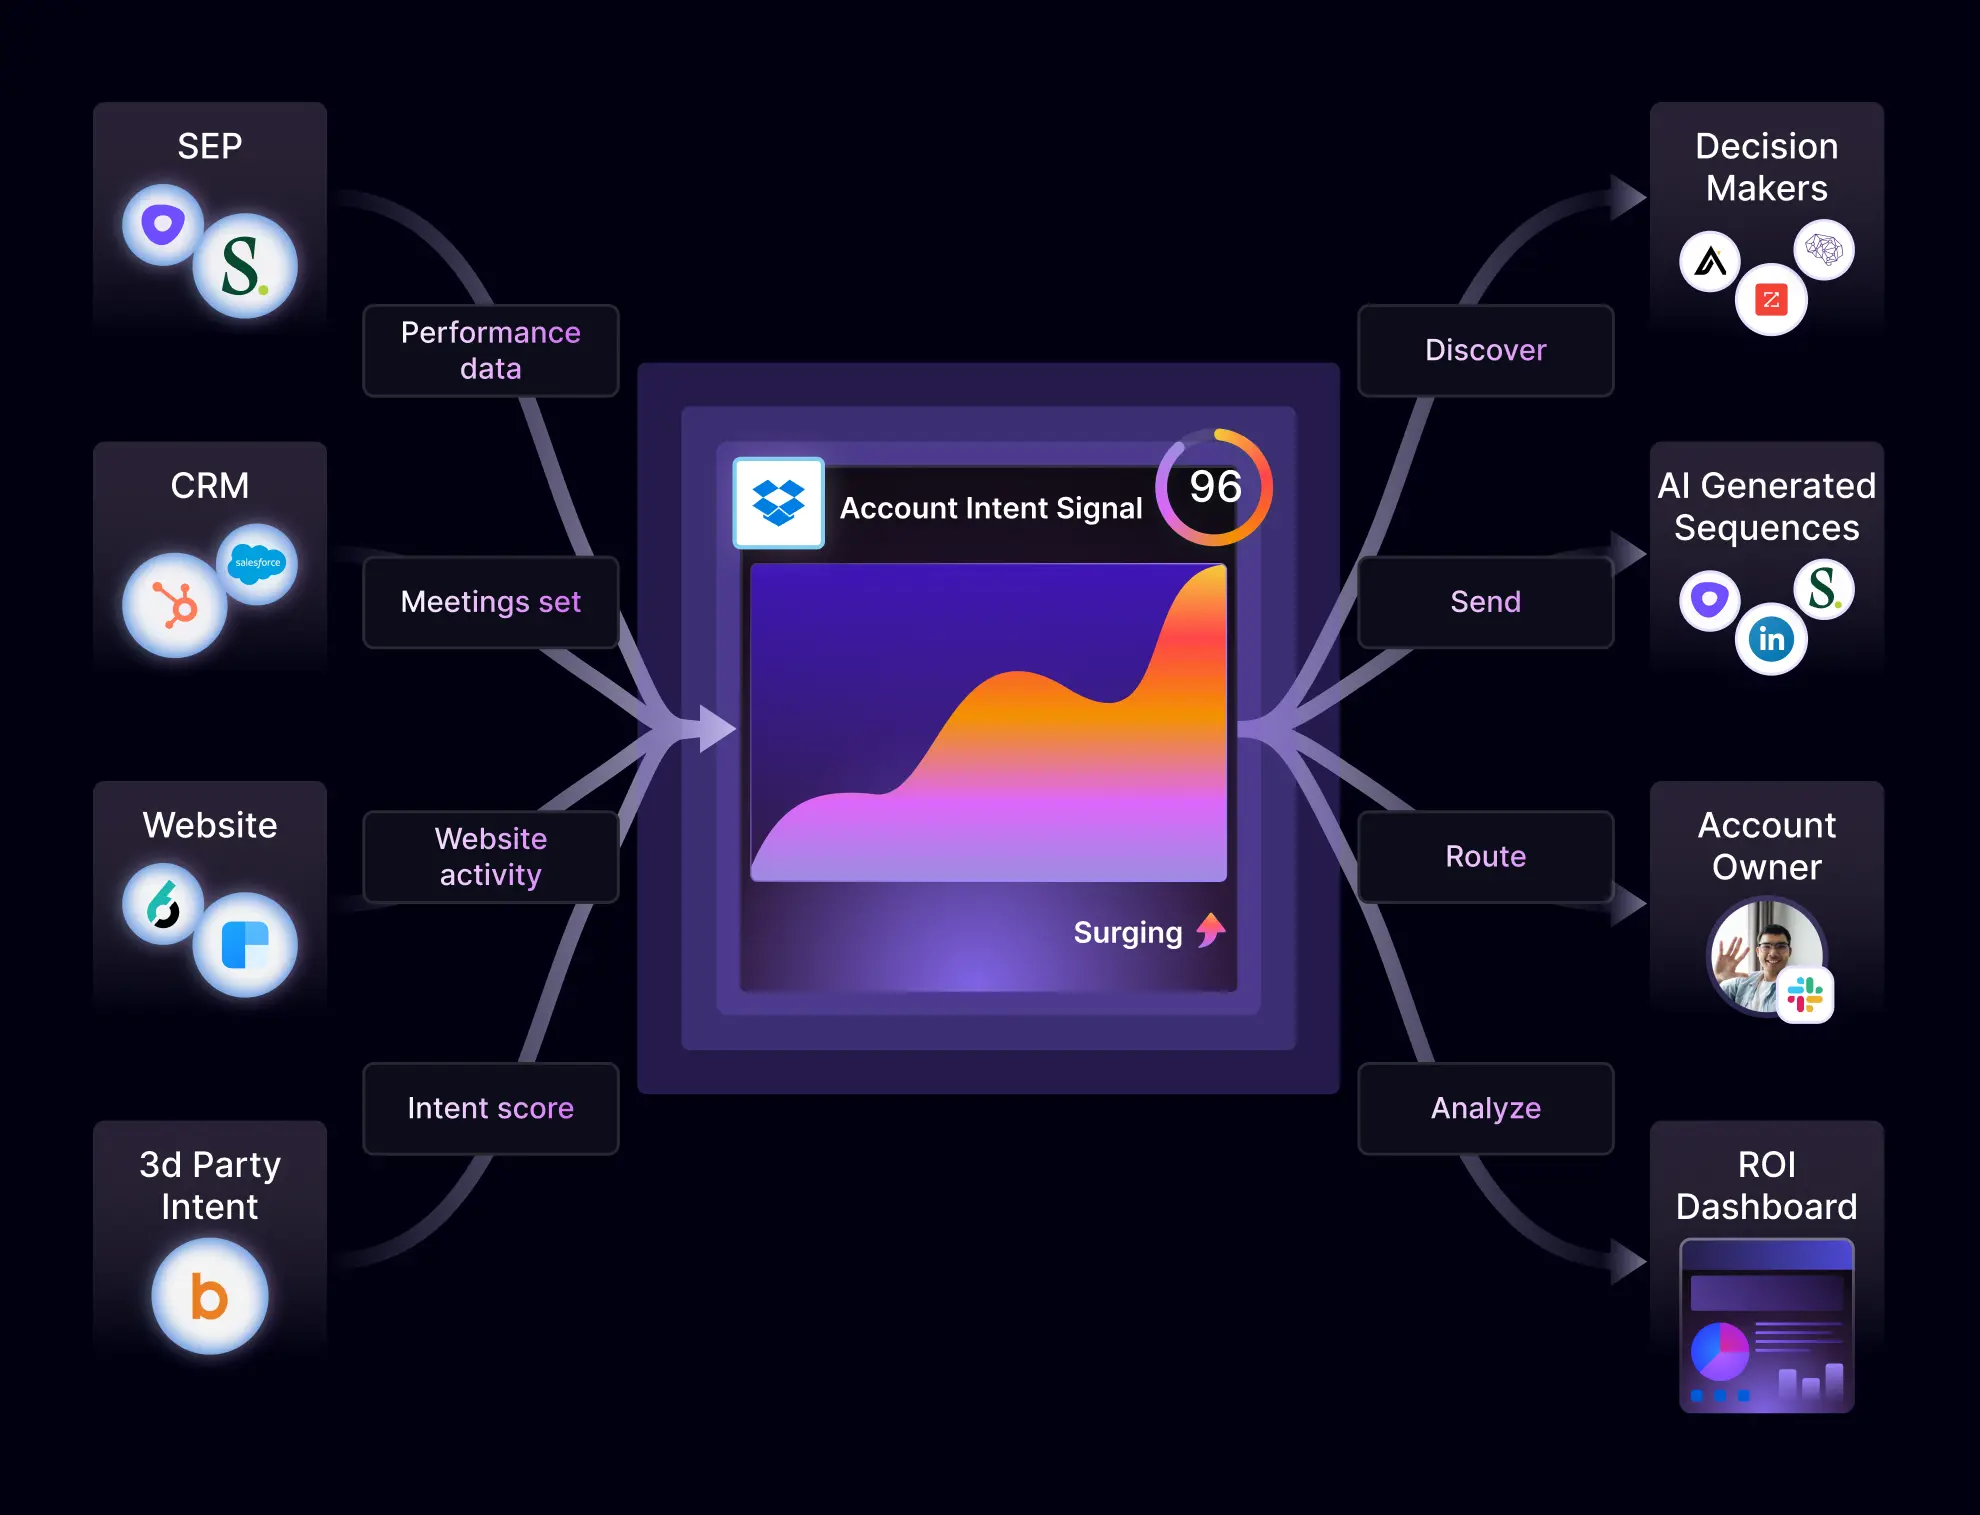 SEP
S.
Performance
data
CRM
salesforce
Meetings set
Website
Website
activity
3d Party
Intent
b
Intent score
Account Intent Signal
96
Surging
Discover
Decision
Makers
Z
Send
AI Generated
Sequences
S.
in
Route
Account
Owner
Analyze
ROI
Dashboard